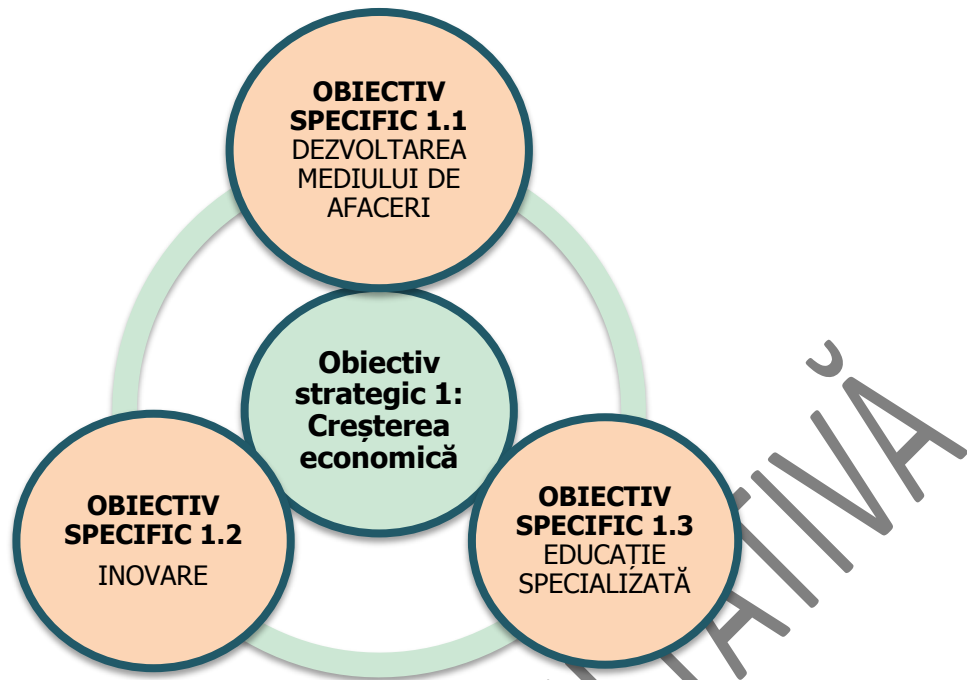 OBIECTIV
SPECIFIC 1.1
DEZVOLTAREA
MEDIULUI DE
AFACERI
Obiectiv
strategic 1:
Creșterea
economică
OBIECTIV
SPECIFIC 1.2
INOVARE
OBIECTIV
SPECIFIC 1.3
EDUCAȚIE
SPECIALIZATĂ